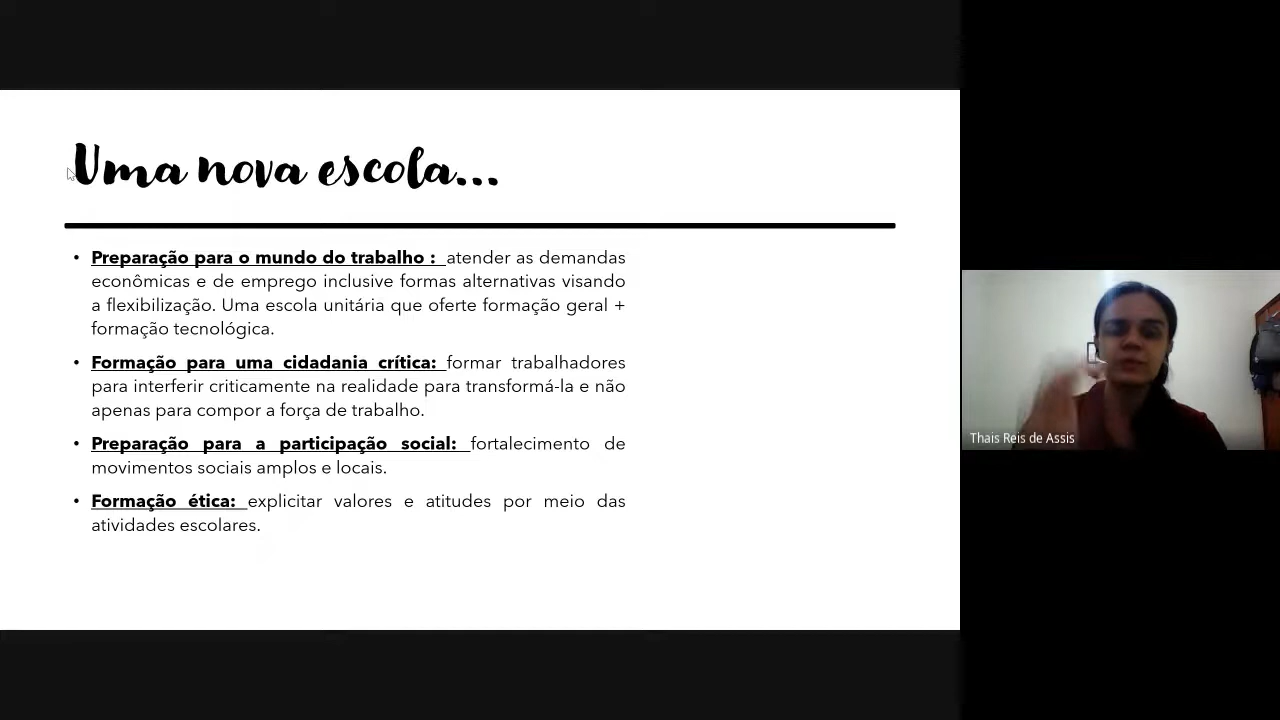 Uma nova escola...
• Preparação para o mundo do trabalho : atender as demandas
econômicas e de emprego inclusive formas alternativas visando
a flexibilização. Uma escola unitária que oferte formação geral +
formação tecnológica.
• Formação para uma cidadania crítica: formar trabalhadores
para interferir criticamente na realidade para transformá-la e não
apenas para compor a força de trabalho.
• Preparação para a participação social: fortalecimento de
movimentos sociais amplos e locais.
• Formação ética: explicitar valores e atitudes por meio das
atividades escolares.
Thais Reis de Assis